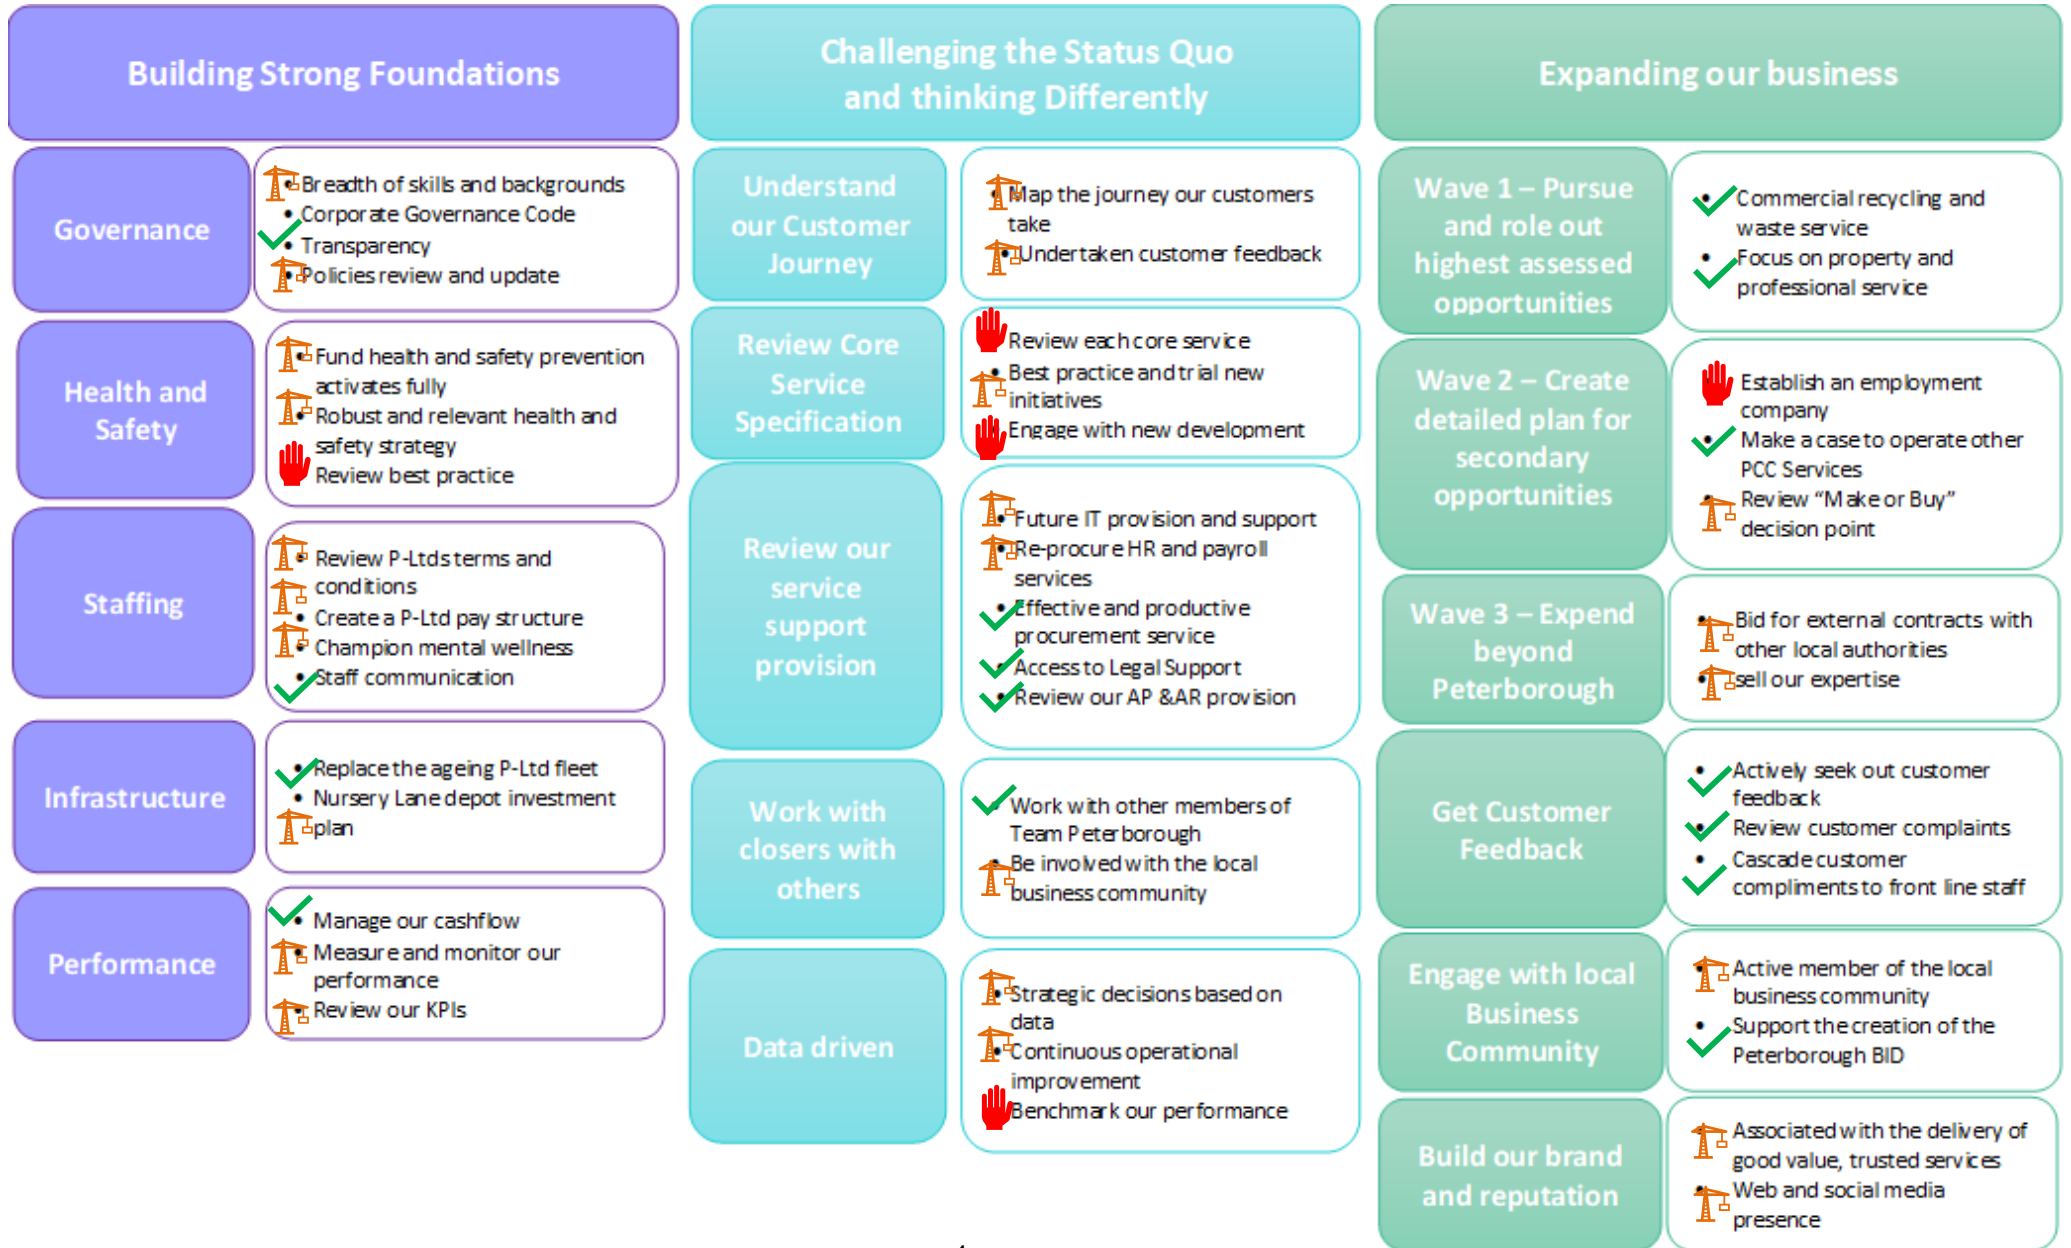 Building Strong Foundations
Governance
• Breadth of skills and backgrounds
• Corporate Governance Code
• Transparency
• Policies review and update
Health and
Safety
• Fund health and safety prevention
activates fully
• Robust and relevant health and
safety strategy
Review best practice
Staffing
• Review P-Ltds terms and
conditions
• Create a P-Ltd pay structure
• Champion mental wellness
• Staff communication
Infrastructure
• Replace the ageing P-Ltd fleet
• Nursery Lane depot investment
plan
Performance
• Manage our cashflow
• Measure and monitor our
performance
• Review our KPIs
Challenging the Status Quo
and thinking Differently
Understand
our Customer
Journey
• Map the journey our customers
take
• Undertaken customer feedback
Review Core
Service
Specification
Review each core service
• Best practice and trial new
initiatives
Engage with new development
Review our
service
support
provision
• Future IT provision and support
• Re-procure HR and payroll
services
• Effective and productive
procurement service
• Access to Legal Support
• Review our AP &AR provision
Work with
closers with
others
• Work with other members of
Team Peterborough
• Be involved with the local
business community
Data driven
• Strategic decisions based on
data
• Continuous operational
improvement
Benchmark our performance
Expanding our business
Wave 1 – Pursue
and role out
highest assessed
opportunities
• Commercial recycling and
waste service
• Focus on property and
professional service
Wave 2 – Create
detailed plan for
secondary
opportunities
Establish an employment
company
• Make a case to operate other
PCC Services
• Review “Make or Buy”
decision point
Wave 3 – Expend
beyond
Peterborough
• Bid for external contracts with
other local authorities
• sell our expertise
Get Customer
Feedback
• Actively seek out customer
feedback
• Review customer complaints
• Cascade customer
compliments to front line staff
Engage with local
Business
Community
• Active member of the local
business community
• Support the creation of the
Peterborough BID
Build our brand
and reputation
• Associated with the delivery of
good value, trusted services
• Web and social media
presence